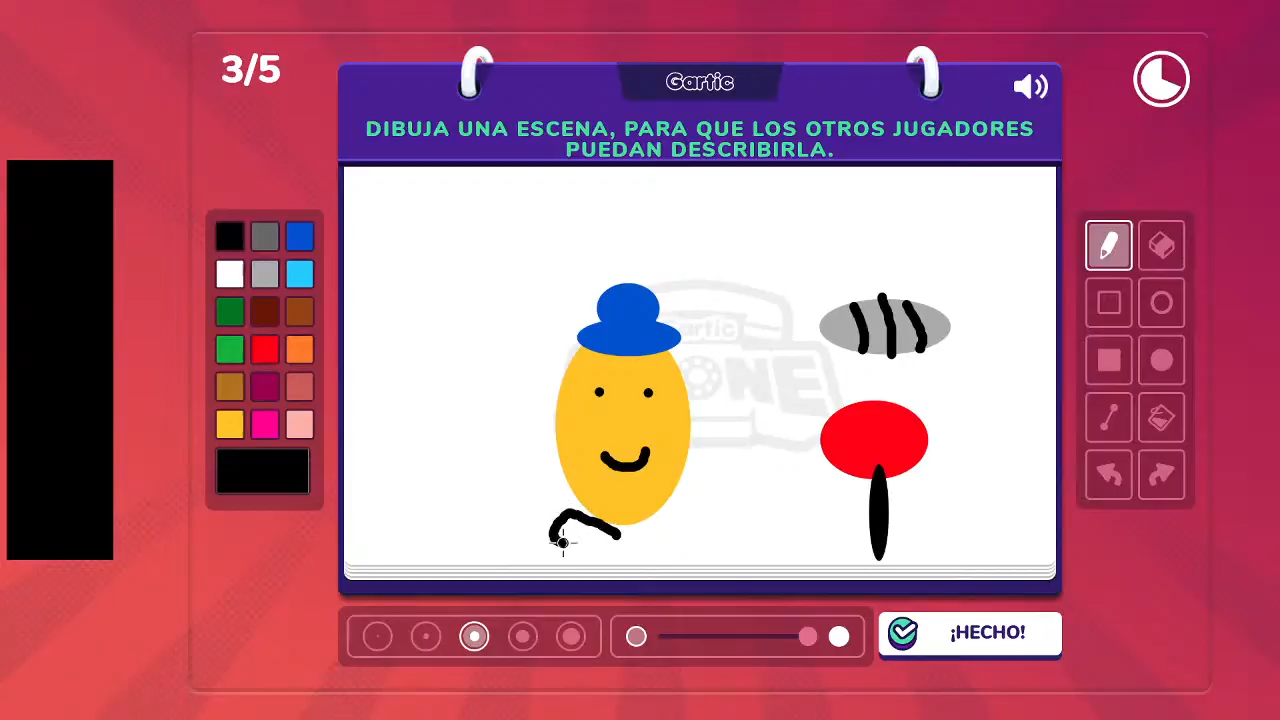 3/5
Gartic
DIBUJA UNA ESCENA, PARA QUE LOS OTROS JUGADORES
PUEDAN DESCRIBIRLA.
¡HECHO!